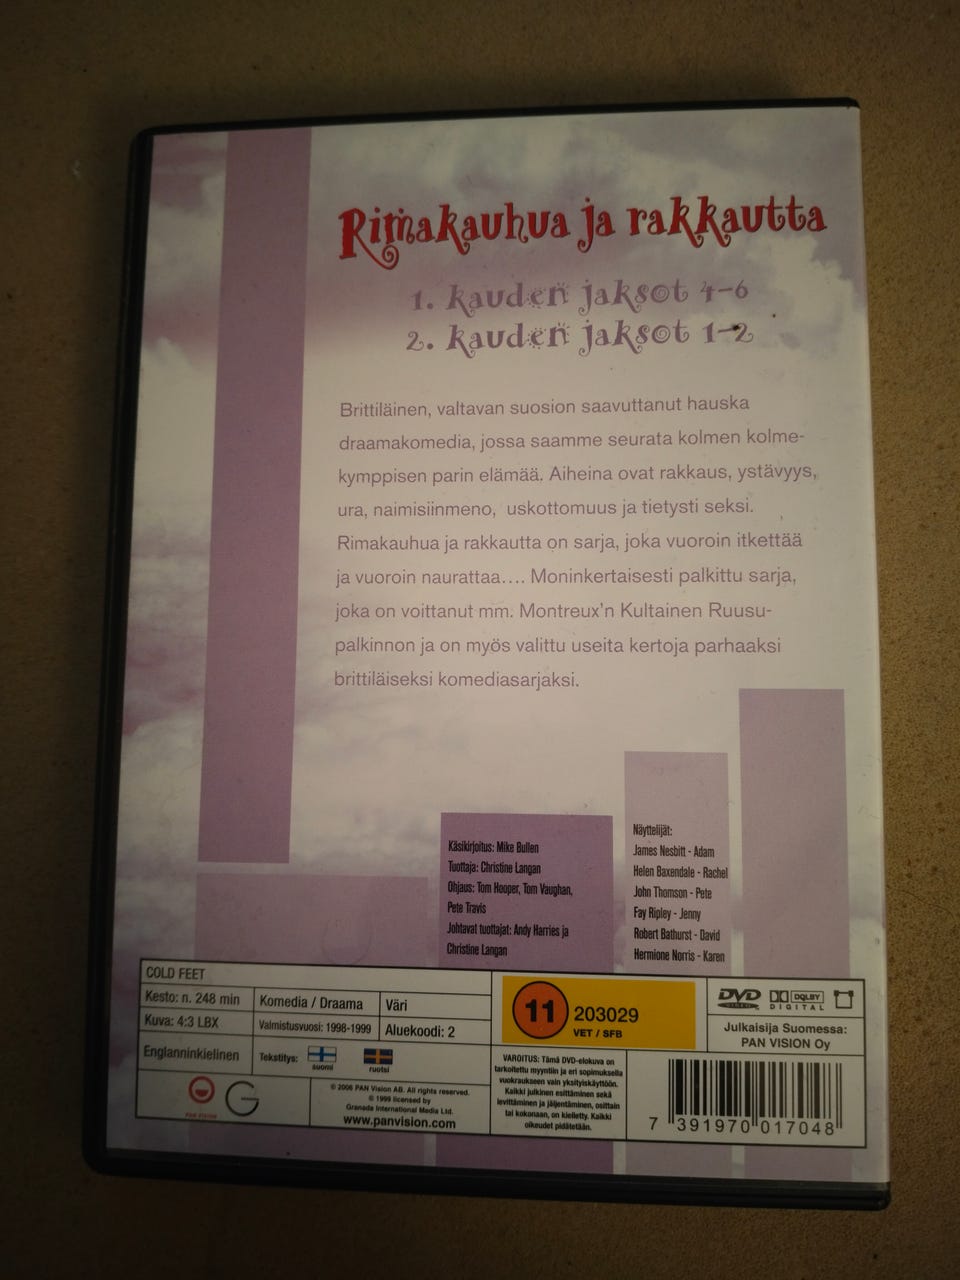 Rimakauhua ja rakkautta
1. kauden jaksot 4-6
2. kauden jaksot 1-2
Brittiläinen, valtavan suosion saavuttanut hauska
draamakomedia, jossa saamme seurata kolmen kolme-
kymppisen parin elämää. Aiheina ovat rakkaus, ystävyys,
ura, naimisiinmeno, uskottomuus ja tietysti seksi.
Rimakauhua ja rakkautta on sarja, joka vuoroin itkettää
ja vuoroin naurattaa.... Moninkertaisesti palkittu sarja,
joka on voittanut mm. Montreux'n Kultainen Ruusu-
palkinnon ja on myös valittu useita kertoja parhaaksi
brittiläiseksi komediasarjaksi.
Käsikirjoitus: Mike Bullen
Tuottaja: Christine Langan
Ohjaus: Tom Hooper, Tom Vaughan,
Pete Travis
Johtavat tuottajat: Andy Harries ja
Christine Langan
Näyttelijät:
James Nesbitt - Adam
Helen Baxendale - Rachel
John Thomson - Pete
Fay Ripley - Jenny
Robert Bathurst - David
Hermione Norris - Karen
COLD FEET
Kesto: n. 248 min
Komedia / Draama
Väri
Kuva: 4:3 LBX
Valmistusvuosi: 1998-1999
Aluekoodi: 2
Englanninkielinen
Tekstitys:
suomi
ruotsi
PAN VISION
G
© 2006 PAN Vision AB. All rights reserved.
© 1999 licensed by
Granada International Media Ltd.
www.panvision.com
11
203029
VET / SFB
DVD
VIDEO
DOLBY
DIGITAL
Julkaisija Suomessa:
PAN VISION Oy
VAROITUS: Tämä DVD-elokuva on
tarkoitettu myyntiin ja eri sopimuksella
vuokraukseen vain yksityiskäyttöön.
Kaikki julkinen esittäminen sekä
levittäminen ja jäljentäminen, osittain
tai kokonaan, on kielletty. Kaikki
oikeudet pidätetään.
7 391970 017048